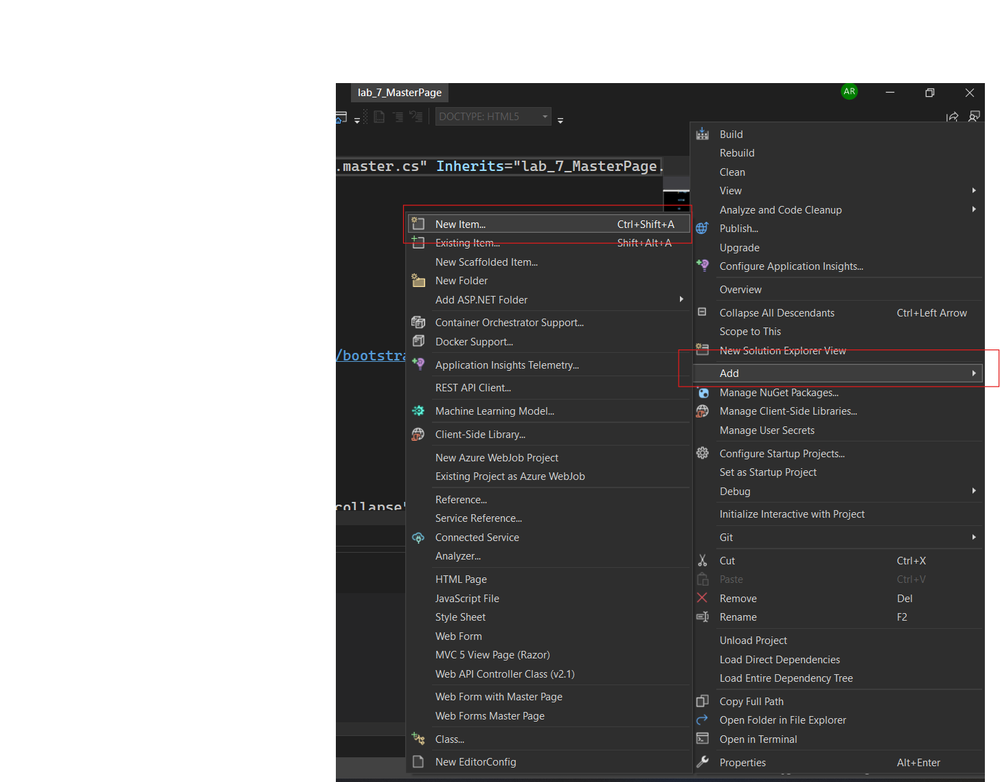 lab_7_MasterPage
AR
DOCTYPE: HTML5
.master.cs" Inherits="lab_7_MasterPage.
/bootstra
collapse"
New Item... Ctrl+Shift+A
Existing Item... Shift+Alt+A
New Scaffolded Item...
New Folder
Add ASP.NET Folder
Container Orchestrator Support...
Docker Support...
Application Insights Telemetry...
REST API Client...
Machine Learning Model...
Client-Side Library...
New Azure WebJob Project
Existing Project as Azure WebJob
Reference...
Service Reference...
Connected Service
Analyzer...
HTML Page
JavaScript File
Style Sheet
Web Form
MVC 5 View Page (Razor)
Web API Controller Class (v2.1)
Web Form with Master Page
Web Forms Master Page
Class...
New EditorConfig
Build
Rebuild
Clean
View
Analyze and Code Cleanup
Publish...
Upgrade
Configure Application Insights...
Overview
Collapse All Descendants Ctrl+Left Arrow
Scope to This
New Solution Explorer View
Add
Manage NuGet Packages...
Manage Client-Side Libraries...
Manage User Secrets
Configure Startup Projects...
Set as Startup Project
Debug
Initialize Interactive with Project
Git
Cut Ctrl+X
Paste Ctrl+V
Remove Del
Rename F2
Unload Project
Load Direct Dependencies
Load Entire Dependency Tree
Copy Full Path
Open Folder in File Explorer
Open in Terminal
Properties Alt+Enter